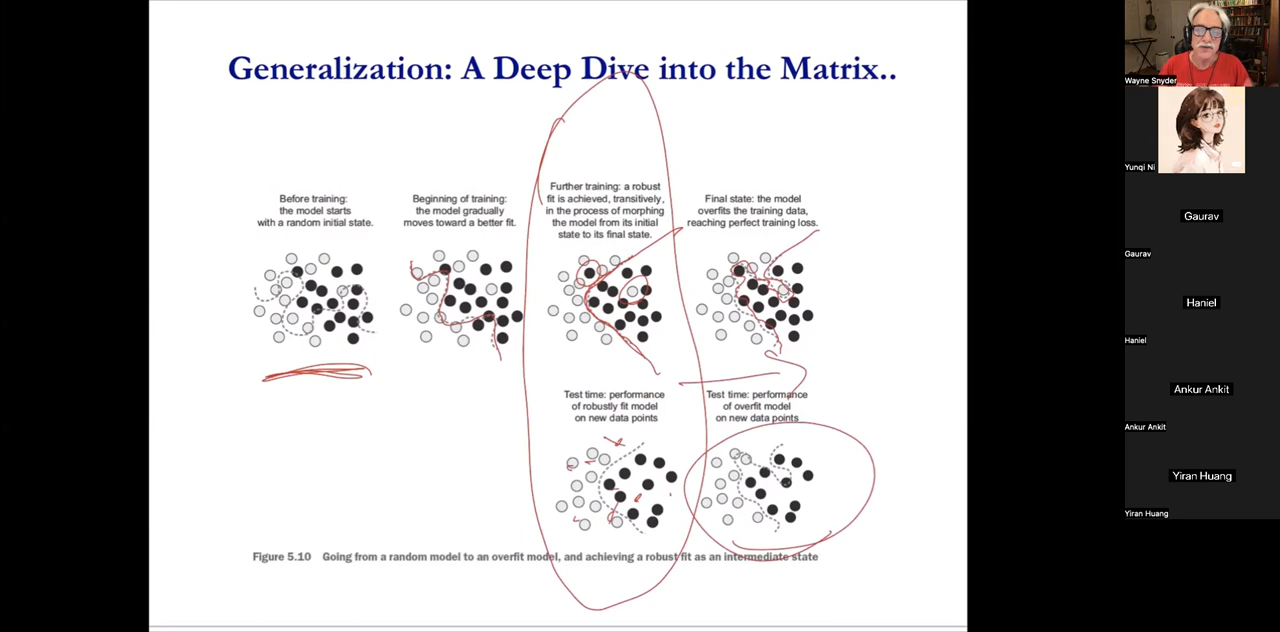 Generalization: A Deep Dive into the Matrix..
Before training:
the model starts
with a random initial state.
Beginning of training:
the model gradually
moves toward a better fit.
Further training: a robust
fit is achieved, transitively,
in the process of morphing
the model from its initial
state to its final state.
Final state: the model
overfits the training data,
reaching perfect training loss.
Test time: performance
of robustly fit model
on new data points
Test time: performance
of overfit model
on new data points
Figure 5.10 Going from a random model to an overfit model, and achieving a robust fit as an intermediate state
Wayne Snyder
Yunqi Ni
Gaurav
Gaurav
Haniel
Haniel
Ankur Ankit
Ankur Ankit
Yiran Huang
Yiran Huang